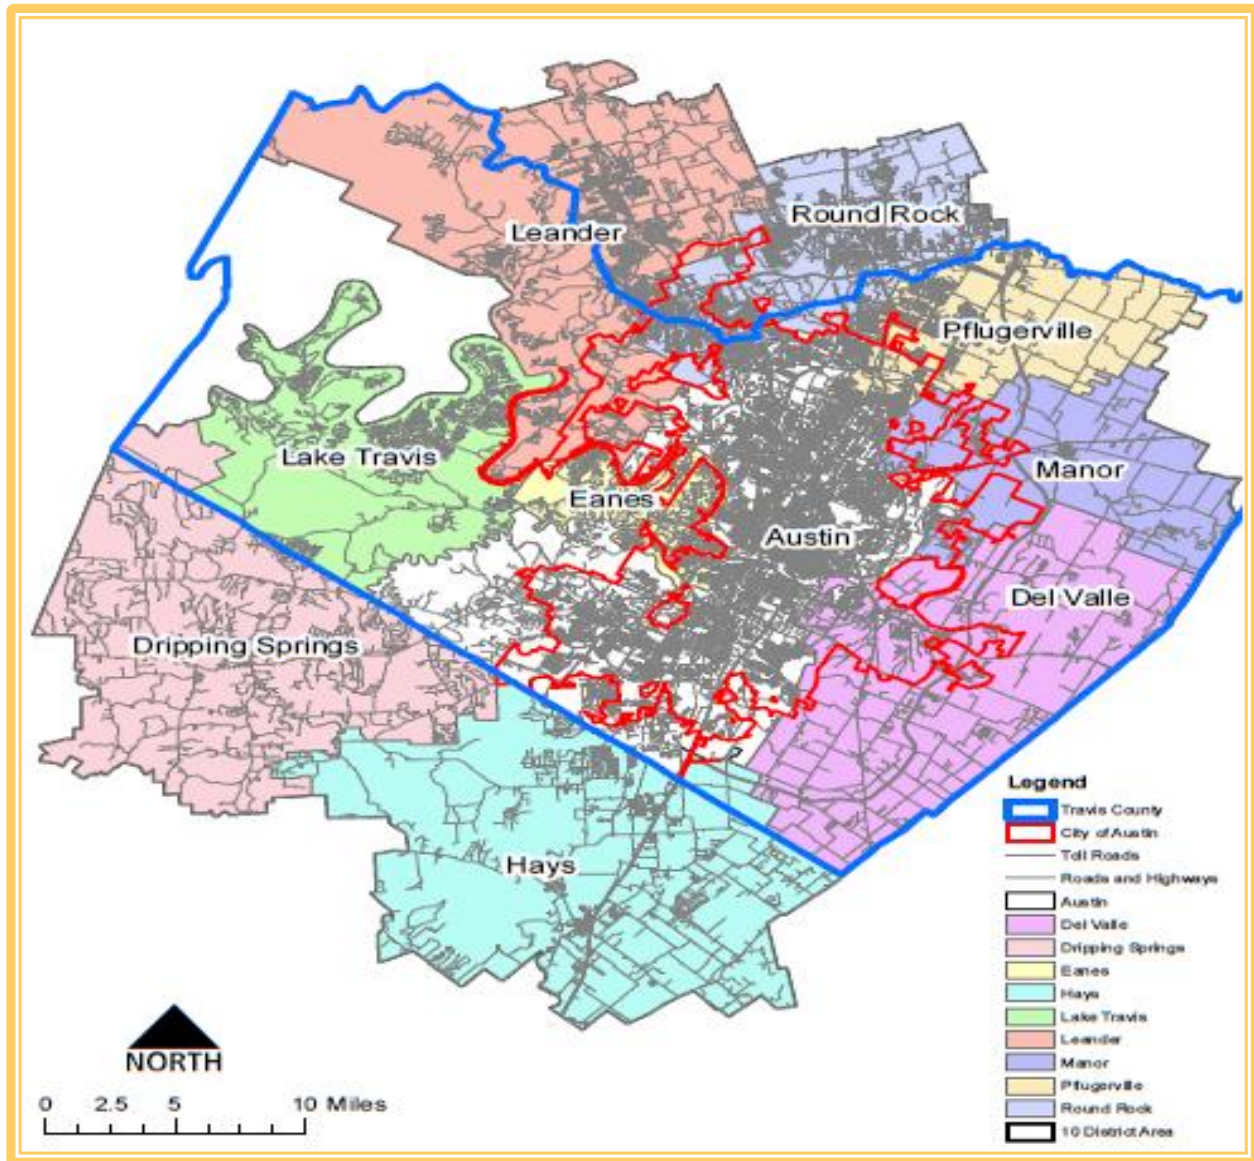 Leander
Round Rock
Pflugerville
Lake Travis
Eanes
Manor
Austin
Del Valle
Dripping Springs
Hays
Legend
Travis County
City of Austin
Toll Roads
Roads and Highways
Austin
Del Valle
Dripping Springs
Eanes
Hays
Lake Travis
Leander
Manor
Pflugerville
Round Rock
10 District Area
NORTH
0 2.5 5 10 Miles